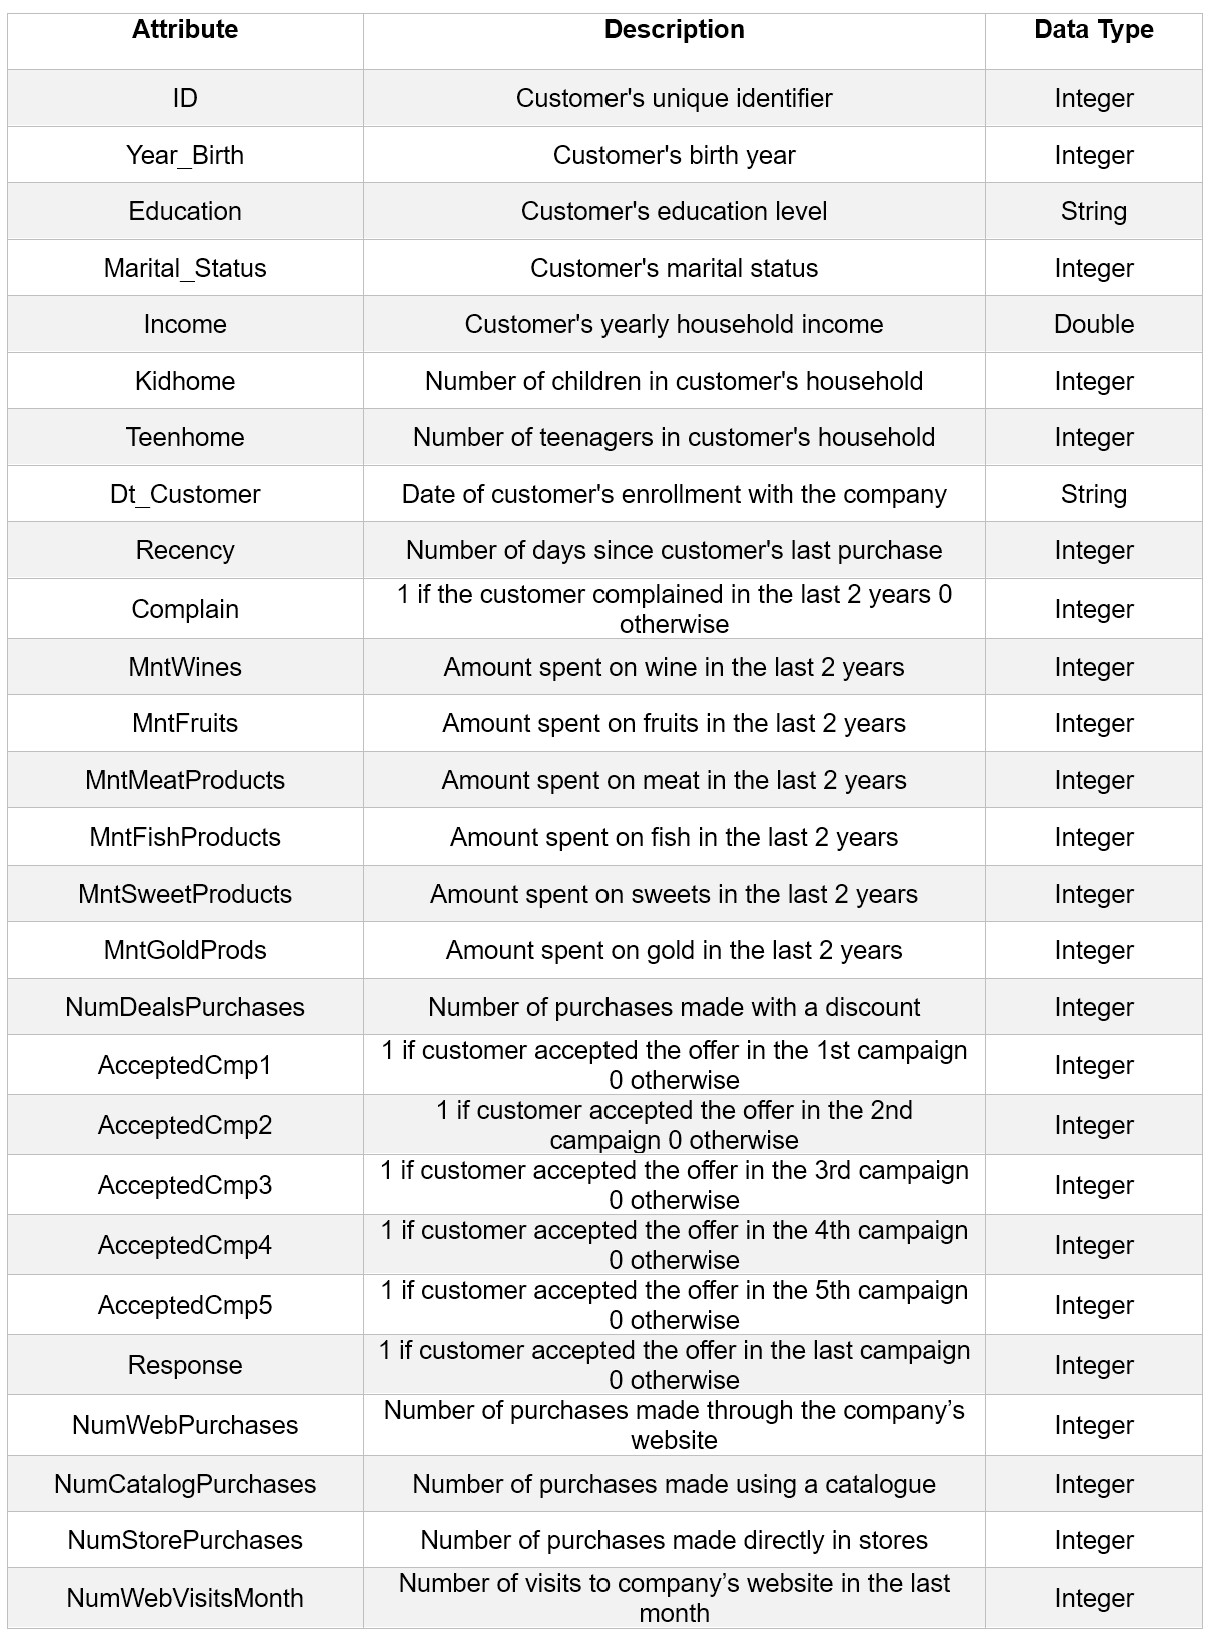 Attribute Description Data Type
ID Customer's unique identifier Integer
Year_Birth Customer's birth year Integer
Education Customer's education level String
Marital_Status Customer's marital status Integer
Income Customer's yearly household income Double
Kidhome Number of children in customer's household Integer
Teenhome Number of teenagers in customer's household Integer
Dt_Customer Date of customer's enrollment with the company String
Recency Number of days since customer's last purchase Integer
Complain 1 if the customer complained in the last 2 years 0
otherwise Integer
MntWines Amount spent on wine in the last 2 years Integer
MntFruits Amount spent on fruits in the last 2 years Integer
MntMeatProducts Amount spent on meat in the last 2 years Integer
MntFishProducts Amount spent on fish in the last 2 years Integer
MntSweetProducts Amount spent on sweets in the last 2 years Integer
MntGoldProds Amount spent on gold in the last 2 years Integer
NumDealsPurchases Number of purchases made with a discount Integer
AcceptedCmp1 1 if customer accepted the offer in the 1st campaign
0 otherwise Integer
AcceptedCmp2 1 if customer accepted the offer in the 2nd
campaign 0 otherwise Integer
AcceptedCmp3 1 if customer accepted the offer in the 3rd campaign
0 otherwise Integer
AcceptedCmp4 1 if customer accepted the offer in the 4th campaign
0 otherwise Integer
AcceptedCmp5 1 if customer accepted the offer in the 5th campaign
0 otherwise Integer
Response 1 if customer accepted the offer in the last campaign
0 otherwise Integer
NumWebPurchases Number of purchases made through the company’s
website Integer
NumCatalogPurchases Number of purchases made using a catalogue Integer
NumStorePurchases Number of purchases made directly in stores Integer
NumWebVisitsMonth Number of visits to company’s website in the last
month Integer